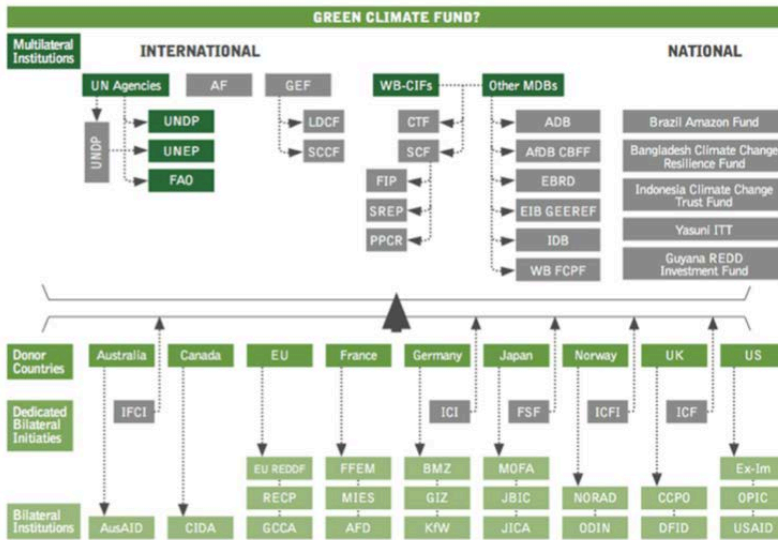 GREEN CLIMATE FUND?
Multilateral
Institutions
INTERNATIONAL
NATIONAL
UN Agencies
AF
GEF
WB-CIFs
Other MDBs
UNDP
UNDP
UNEP
FAO
LDCF
SCCF
CTF
SCF
FIP
SREP
PPCR
ADB
AfDB CBFF
EBRD
EIB GEEREF
IDB
WB FCPF
Brazil Amazon Fund
Bangladesh Climate Change
Resilience Fund
Indonesia Climate Change
Trust Fund
Yasuni ITT
Guyana REDD
Investment Fund
Donor
Countries
Australia
Canada
EU
France
Germany
Japan
Norway
UK
US
Dedicated
Bilateral
Initiaties
IFCI
ICI
FSF
ICFI
ICF
Bilateral
Institutions
AusAID
CIDA
EU REDDF
RECP
GCCA
FFEM
MIES
AFD
BMZ
GIZ
KfW
MOFA
JBIC
JICA
NORAD
ODIN
CCPO
DFID
Ex-Im
OPIC
USAID